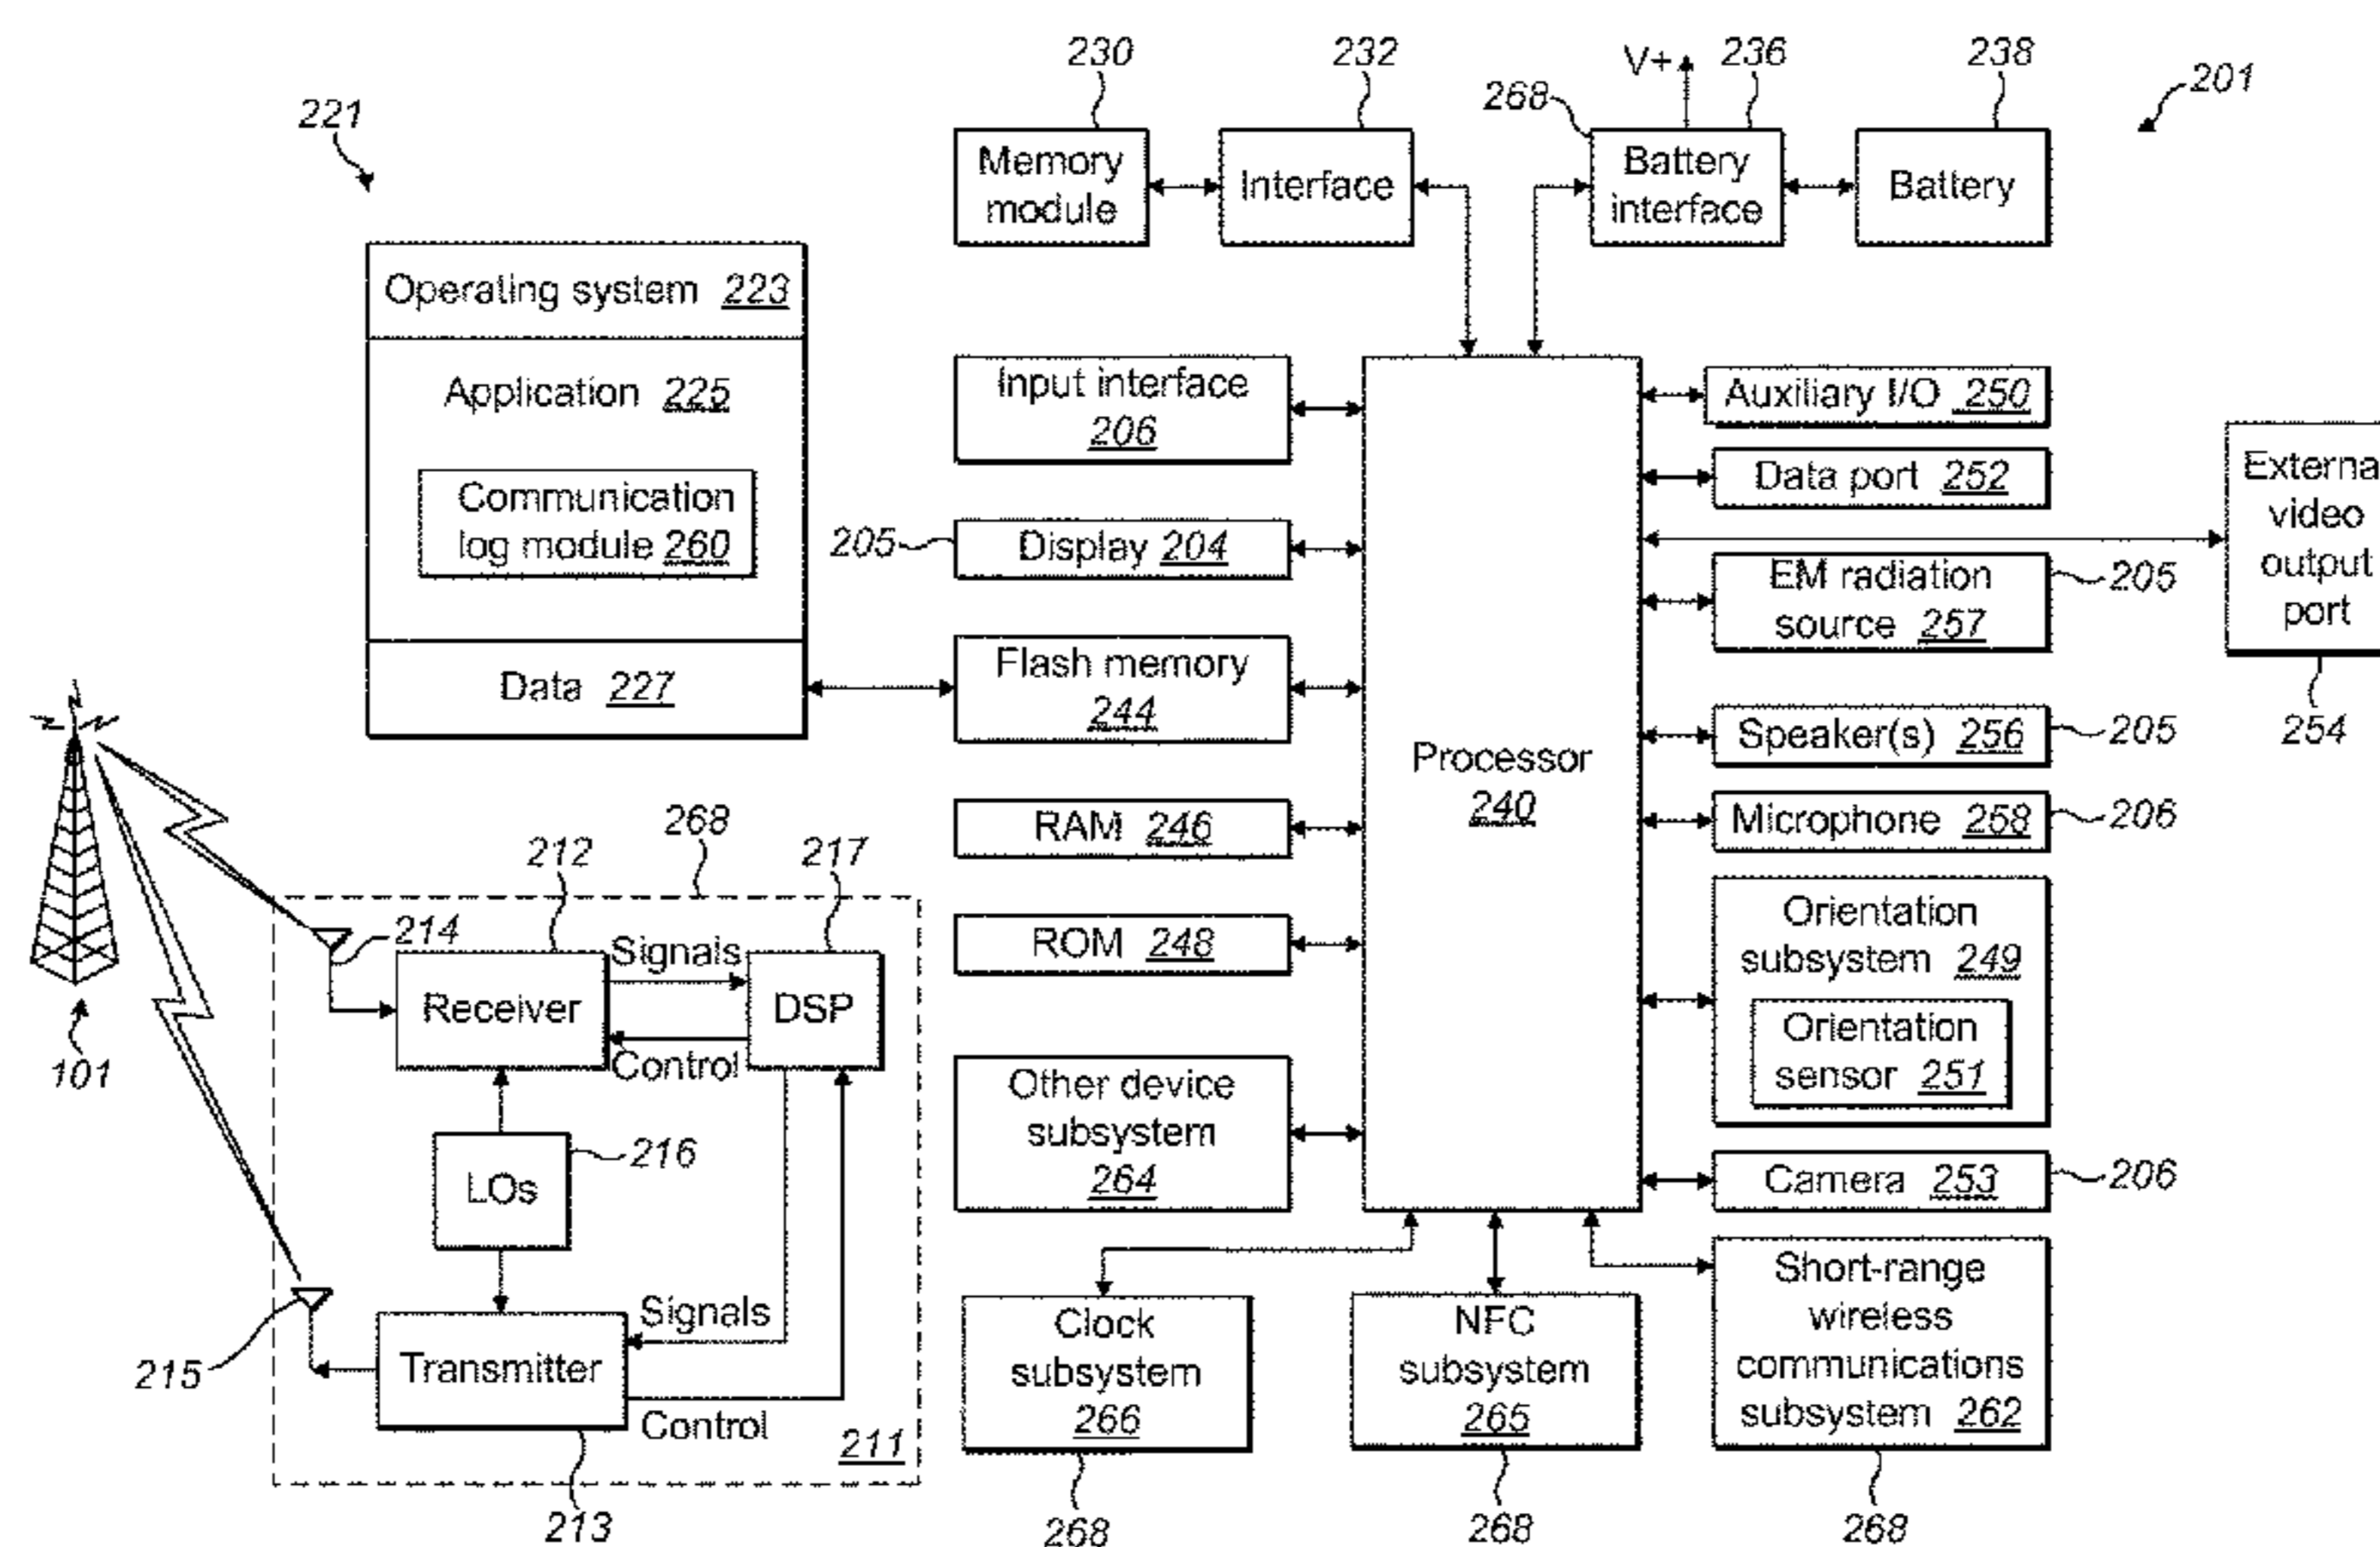 230
232
V+
236
238
201
268
221
Memory
module
Interface
Battery
interface
Battery
Operating system 223
Application 225
Communication
log module 260
Data 227
Input interface
206
205
Display 204
Flash memory
244
RAM 246
ROM 248
Other device
subsystem
264
Processor
240
Auxiliary I/O 250
Data port 252
Externa
video
output
port
254
EM radiation
source 257
205
Speaker(s) 256
205
Microphone 258
206
Orientation
subsystem 249
Orientation
sensor 251
Camera 253
206
101
268
212
217
214
Signals
Receiver
DSP
Control
LOs
216
Signals
215
Transmitter
Control
211
213
Clock
subsystem
266
268
NFC
subsystem
265
268
Short-range
wireless
communications
subsystem 262
268